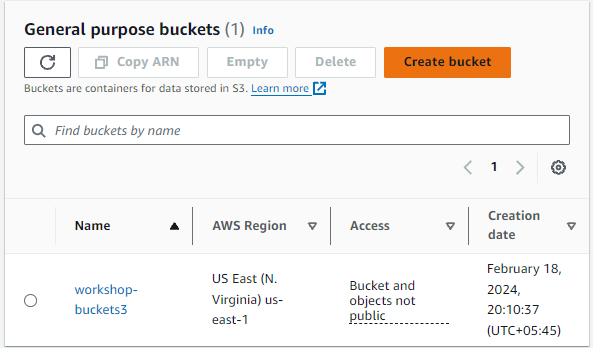 General purpose buckets (1) Info
Copy ARN Empty Delete Create bucket
Buckets are containers for data stored in S3. Learn more
Find buckets by name
1
Name AWS Region Access Creation date
workshop-
buckets3
US East (N.
Virginia) us-
east-1
Bucket and
objects not
public
February 18,
2024,
20:10:37
(UTC+05:45)